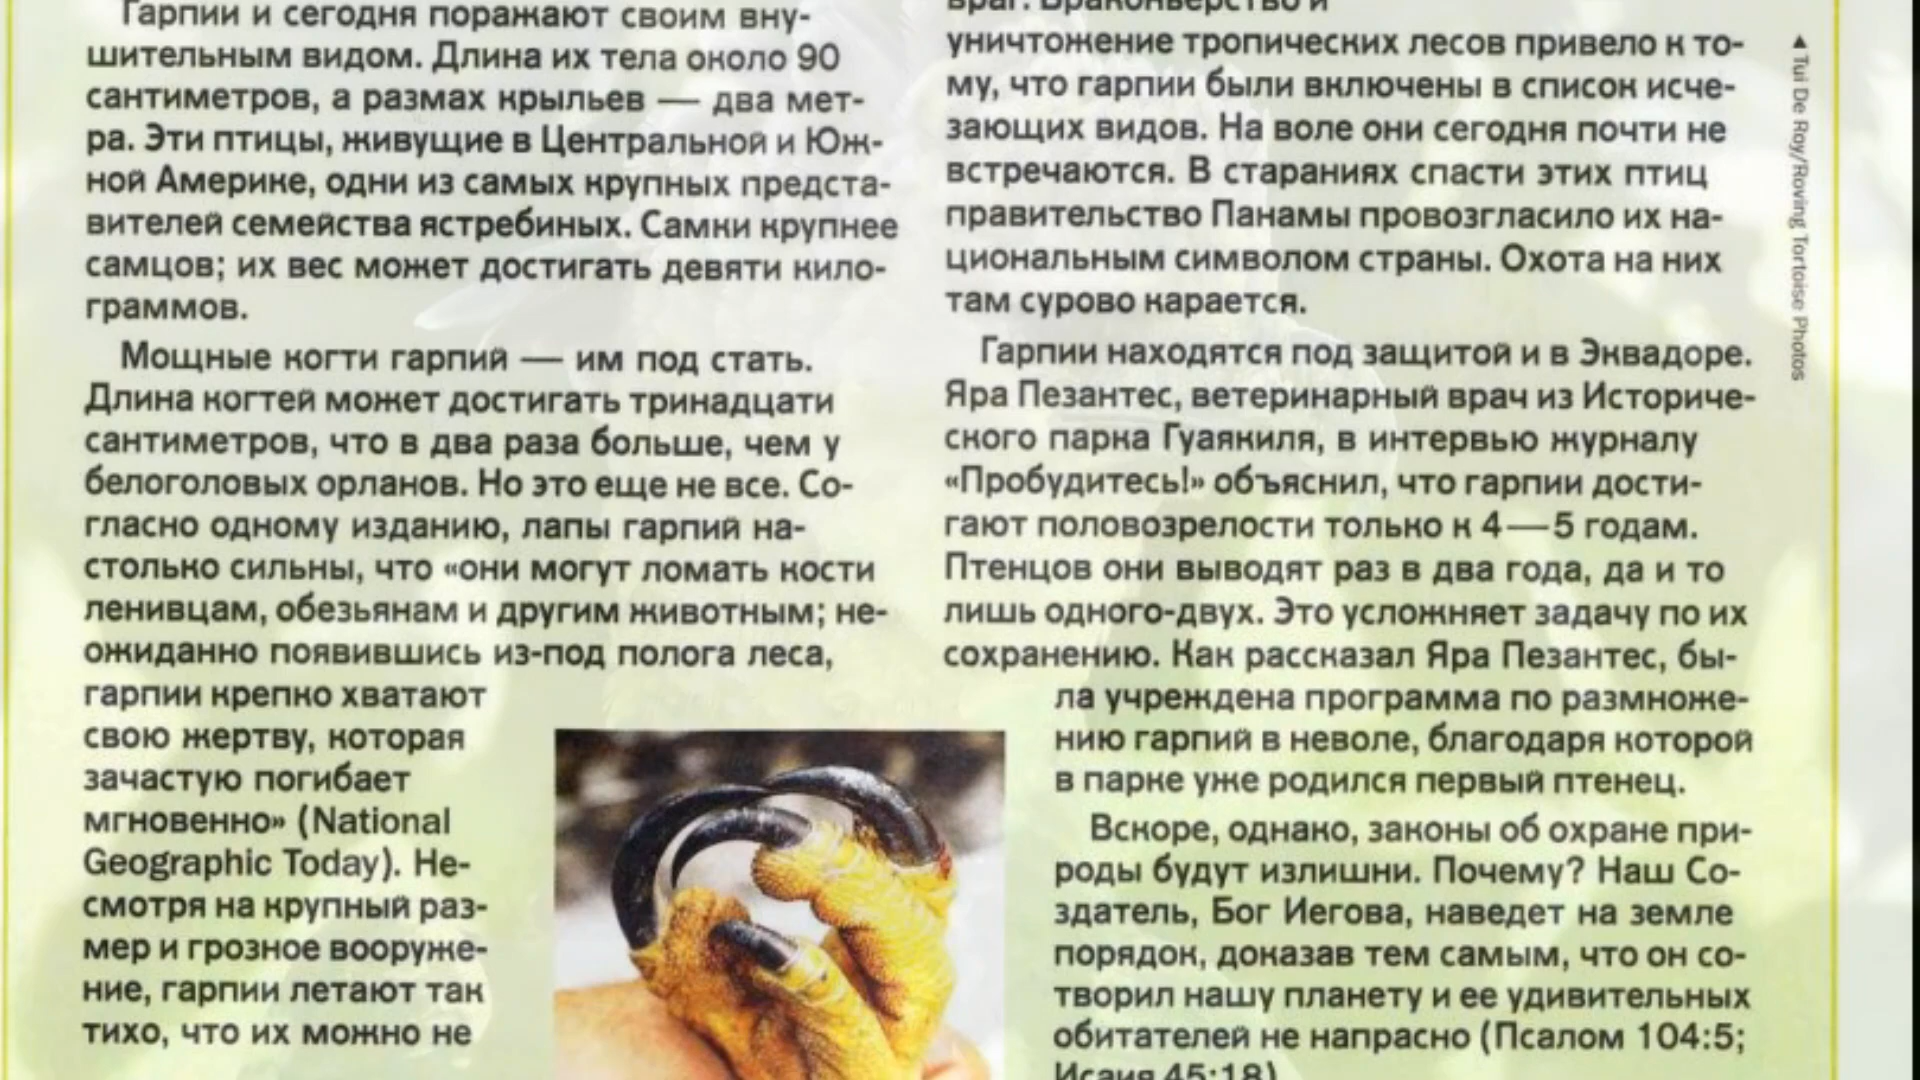 Гарпии и сегодня поражают своим вну-
шительным видом. Длина их тела около 90
сантиметров, а размах крыльев — два мет-
ра. Эти птицы, живущие в Центральной и Юж-
ной Америке, одни из самых крупных предста-
вителей семейства ястребиных. Самки крупнее
самцов; их вес может достигать девяти кило-
граммов.
Мощные когти гарпий — им под стать.
Длина когтей может достигать тринадцати
сантиметров, что в два раза больше, чем у
белоголовых орланов. Но это еще не все. Со-
гласно одному изданию, лапы гарпий на-
столько сильны, что «они могут ломать кости
ленивцам, обезьянам и другим животным; не-
ожиданно появившись из-под полога леса,
гарпии крепко хватают
свою жертву, которая
зачастую погибает
мгновенно» (National
Geographic Today). Не-
смотря на крупный раз-
мер и грозное вооруже-
ние, гарпии летают так
тихо, что их можно не
враг. Браконьерство и
уничтожение тропических лесов привело к то-
му, что гарпии были включены в список исче-
зающих видов. На воле они сегодня почти не
встречаются. В стараниях спасти этих птиц
правительство Панамы провозгласило их на-
циональным символом страны. Охота на них
там сурово карается.
Гарпии находятся под защитой и в Эквадоре.
Яра Пезантес, ветеринарный врач из Историче-
ского парка Гуаякиля, в интервью журналу
«Пробудитесь!» объяснил, что гарпии дости-
гают половозрелости только к 4—5 годам.
Птенцов они выводят раз в два года, да и то
лишь одного-двух. Это усложняет задачу по их
сохранению. Как рассказал Яра Пезантес, бы-
ла учреждена программа по размноже-
нию гарпий в неволе, благодаря которой
в парке уже родился первый птенец.
Вскоре, однако, законы об охране при-
роды будут излишни. Почему? Наш Со-
здатель, Бог Иегова, наведет на земле
порядок, доказав тем самым, что он со-
творил нашу планету и ее удивительных
обитателей не напрасно (Псалом 104:5;
Исаия 45:18)
▲ Tui De Roy/Roving Tortoise Photos